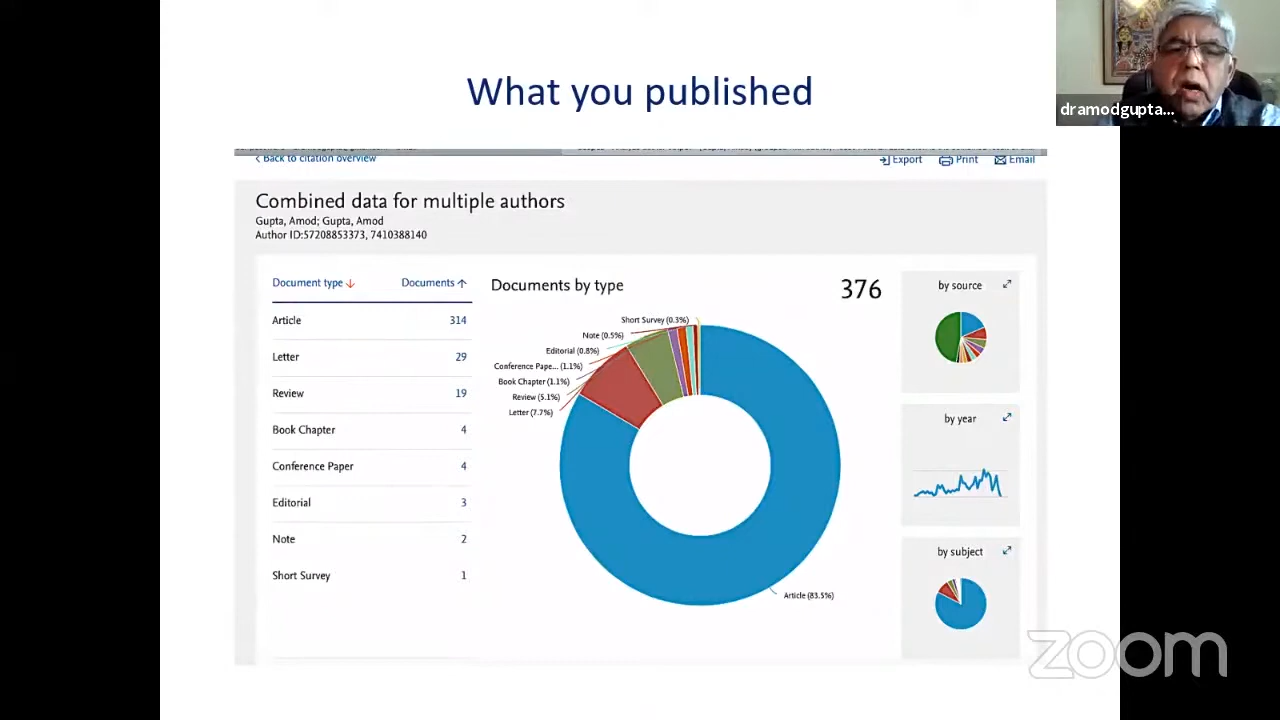 What you published
dramodgupta...
Back to citation overview
Export Print Email
Combined data for multiple authors
Gupta, Amod; Gupta, Amod
Author ID:57208853373, 7410388140
Document type Documents
Article 314
Letter 29
Review 19
Book Chapter 4
Conference Paper 4
Editorial 3
Note 2
Short Survey 1
Documents by type
376
Short Survey (0.3%)
Note (0.5%)
Editorial (0.8%)
Conference Pape... (1.1%)
Book Chapter (1.1%)
Review (5.1%)
Letter (7.7%)
Article (83.5%)
by source
by year
by subject
zoom